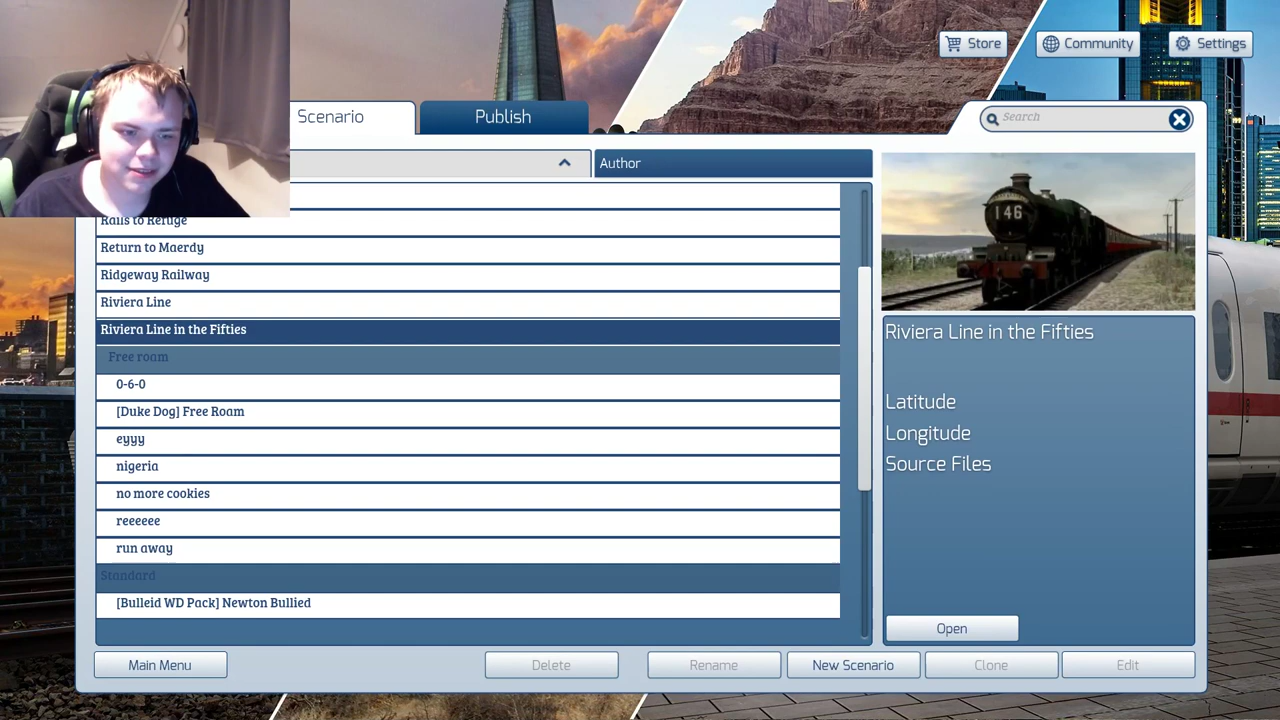 Store
Community
Settings
Scenario
Publish
Search
Author
Rails to Refuge
Return to Maerdy
Ridgeway Railway
Riviera Line
Riviera Line in the Fifties
Free roam
0-6-0
[Duke Dog] Free Roam
eyyy
nigeria
no more cookies
reeeeee
run away
Standard
[Bulleid WD Pack] Newton Bullied
146
Riviera Line in the Fifties
Latitude
Longitude
Source Files
Open
Main Menu
Delete
Rename
New Scenario
Clone
Edit